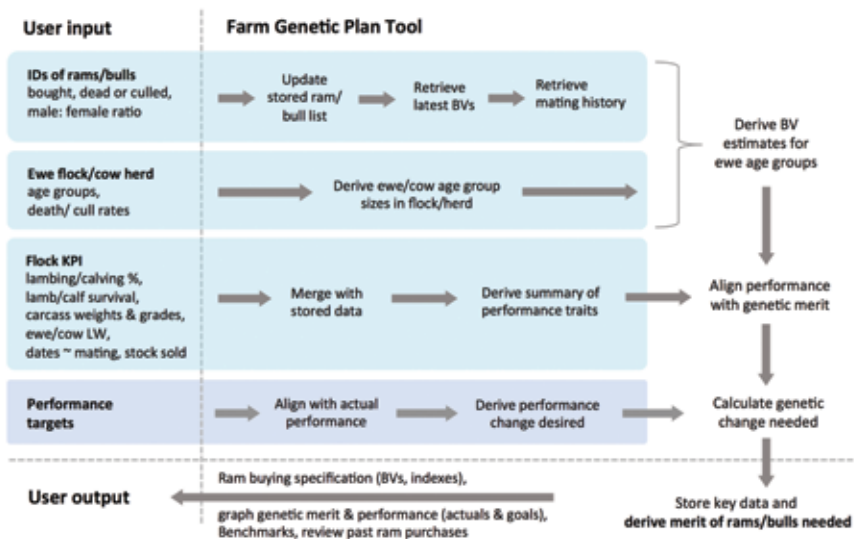 User input
Farm Genetic Plan Tool
IDs of rams/bulls
bought, dead or culled,
male: female ratio
Update
stored ram/
bull list
Retrieve
latest BVs
Retrieve
mating history
Derive BV
estimates for
ewe age groups
Ewe flock/cow herd
age groups,
death/ cull rates
Derive ewe/cow age group
sizes in flock/herd
Flock KPI
lambing/calving %,
lamb/calf survival,
carcass weights & grades,
ewe/cow LW,
dates ~ mating, stock sold
Merge with
stored data
Derive summary of
performance traits
Align performance
with genetic merit
Performance
targets
Align with actual
performance
Derive performance
change desired
Calculate genetic
change needed
User output
Ram buying specification (BVs, indexes),
graph genetic merit & performance (actuals & goals),
Benchmarks, review past ram purchases
Store key data and
derive merit of rams/bulls needed